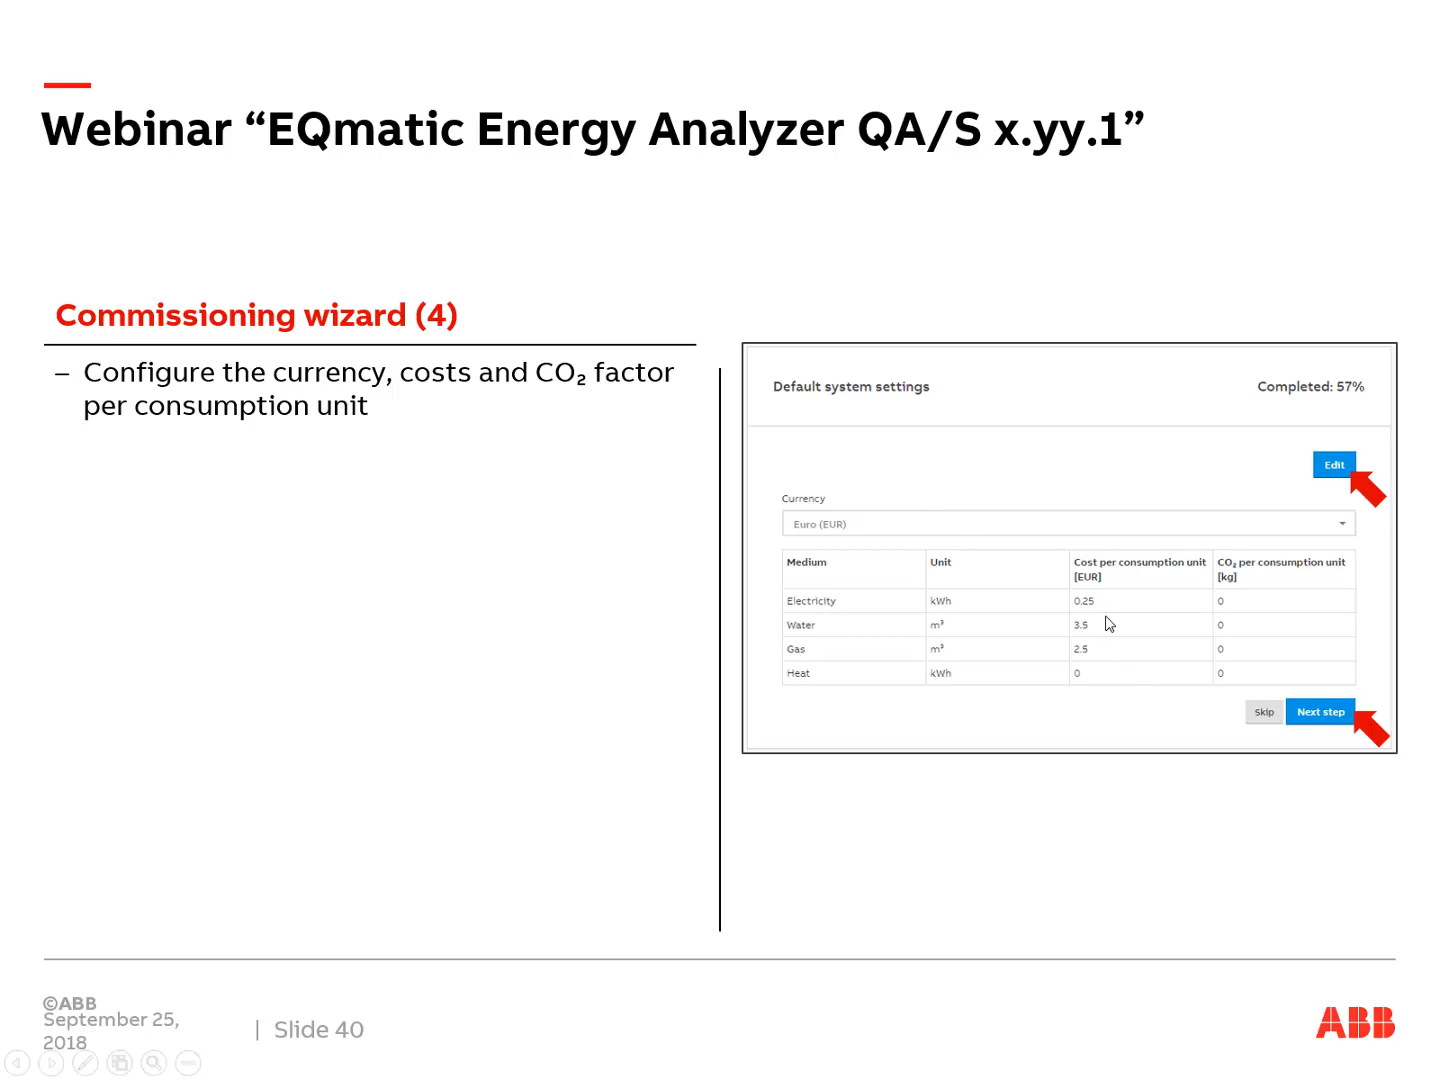 Webinar “EQmatic Energy Analyzer QA/S x.yy.1”
Commissioning wizard (4)
– Configure the currency, costs and CO₂ factor
per consumption unit
Default system settings Completed: 57%
Edit
Currency
Euro (EUR)
Medium Unit Cost per consumption unit [EUR] CO₂ per consumption unit [kg]
Electricity kWh 0.25 0
Water m³ 3.5 0
Gas m³ 2.5 0
Heat kWh 0 0
Skip Next step
©ABB
September 25,
2018
| Slide 40
ABB